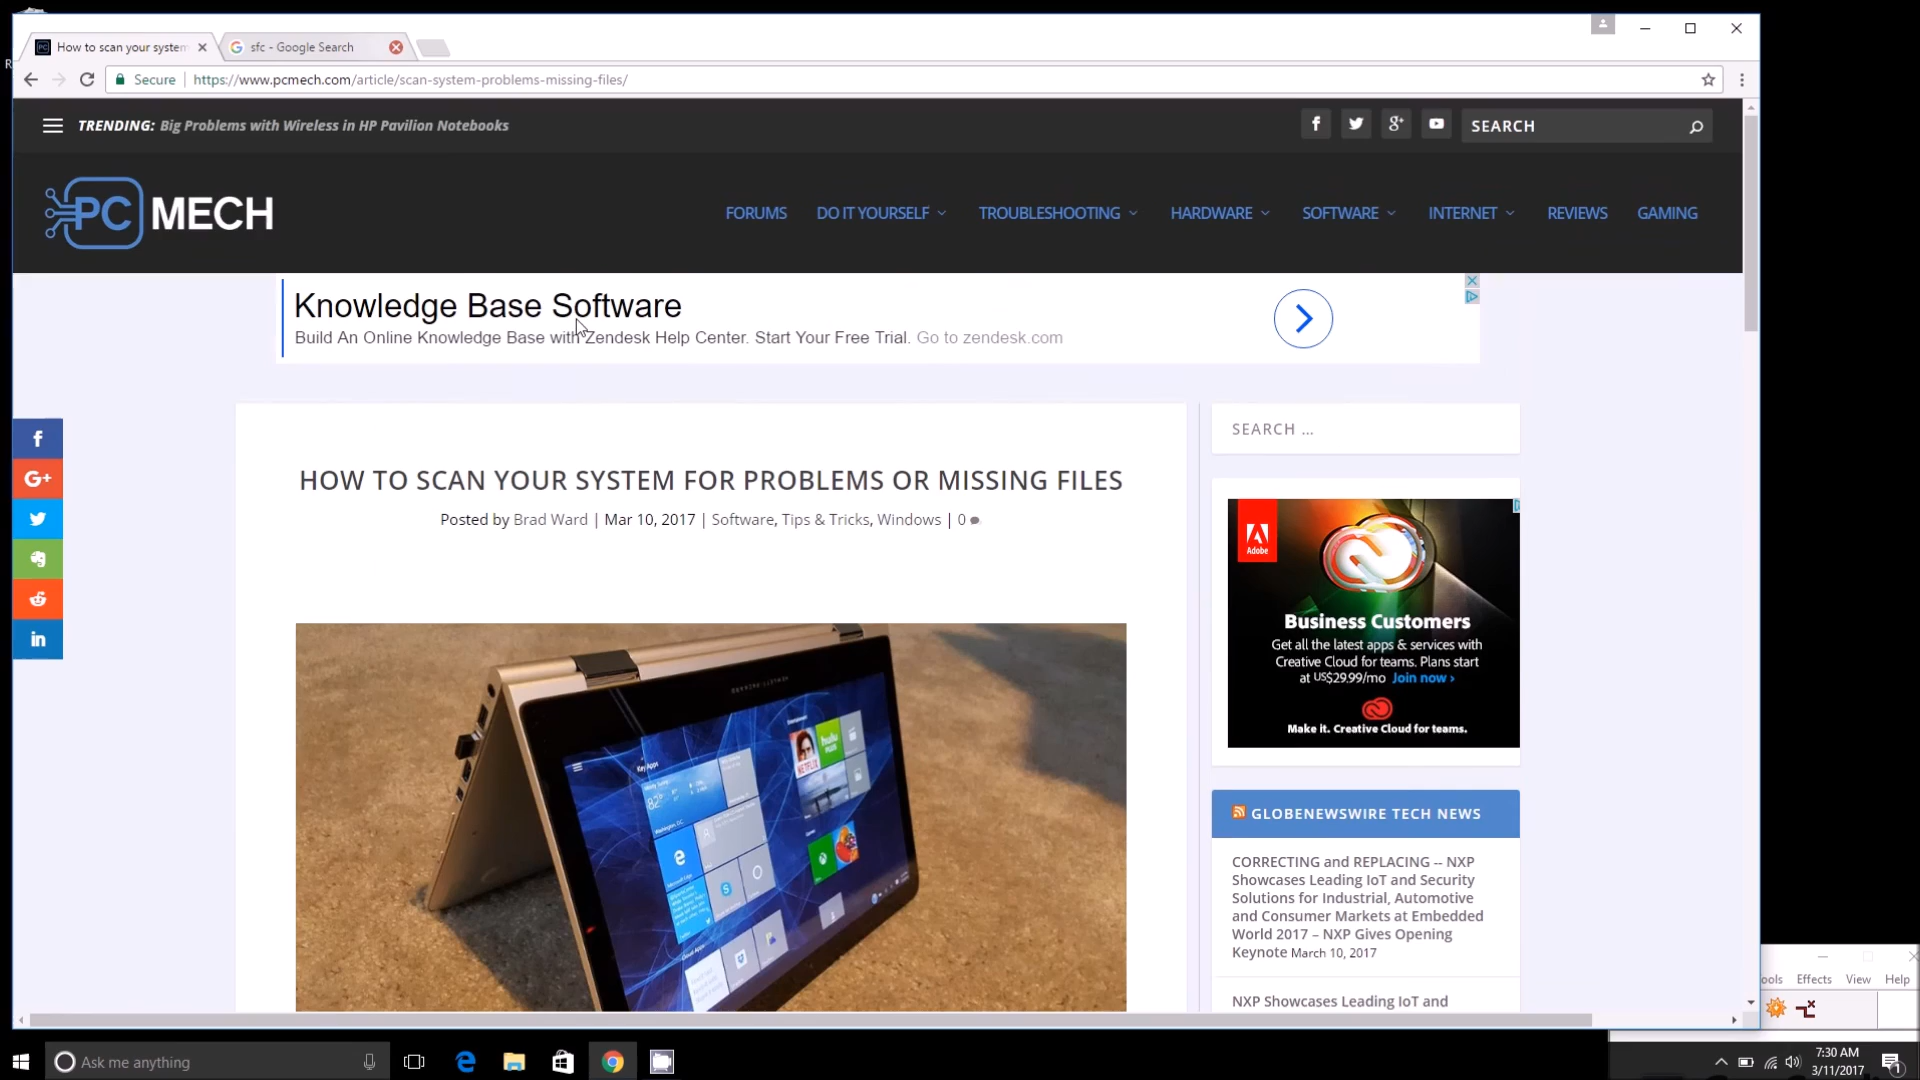 How to scan your system
sfc - Google Search
Secure
https://www.pcmech.com/article/scan-system-problems-missing-files/
TRENDING: Big Problems with Wireless in HP Pavilion Notebooks
SEARCH
PC MECH
FORUMS
DO IT YOURSELF
TROUBLESHOOTING
HARDWARE
SOFTWARE
INTERNET
REVIEWS
GAMING
Knowledge Base Software
Build An Online Knowledge Base with Zendesk Help Center. Start Your Free Trial. Go to zendesk.com
HOW TO SCAN YOUR SYSTEM FOR PROBLEMS OR MISSING FILES
Posted by Brad Ward | Mar 10, 2017 | Software, Tips & Tricks, Windows | 0
SEARCH ...
Adobe
Business Customers
Get all the latest apps & services with
Creative Cloud for teams. Plans start
at US$29.99/mo Join now ›
Make it. Creative Cloud for teams.
GLOBENEWSWIRE TECH NEWS
CORRECTING and REPLACING -- NXP
Showcases Leading IoT and Security
Solutions for Industrial, Automotive
and Consumer Markets at Embedded
World 2017 – NXP Gives Opening
Keynote March 10, 2017
NXP Showcases Leading IoT and
NETFLIX
hulu
82°
ools
Effects
View
Help
Ask me anything
7:30 AM
3/11/2017
1